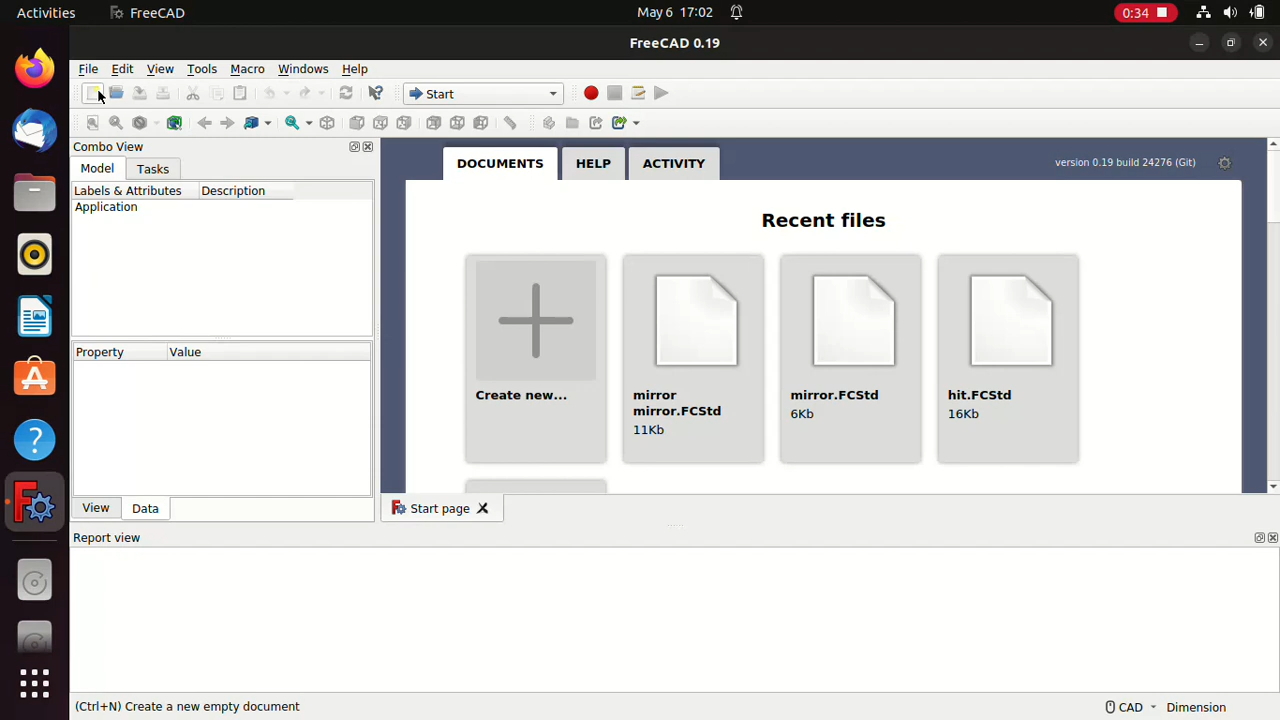 Activities FreeCAD May 6 17:02 0:34
FreeCAD 0.19
File Edit View Tools Macro Windows Help
Start
Combo View
Model Tasks
Labels & Attributes Description
Application
Property Value
View Data
DOCUMENTS HELP ACTIVITY version 0.19 build 24276 (Git)
Recent files
Create new...
mirror
mirror.FCStd
11Kb
mirror.FCStd
6Kb
hit.FCStd
16Kb
Start page
Report view
(Ctrl+N) Create a new empty document CAD Dimension